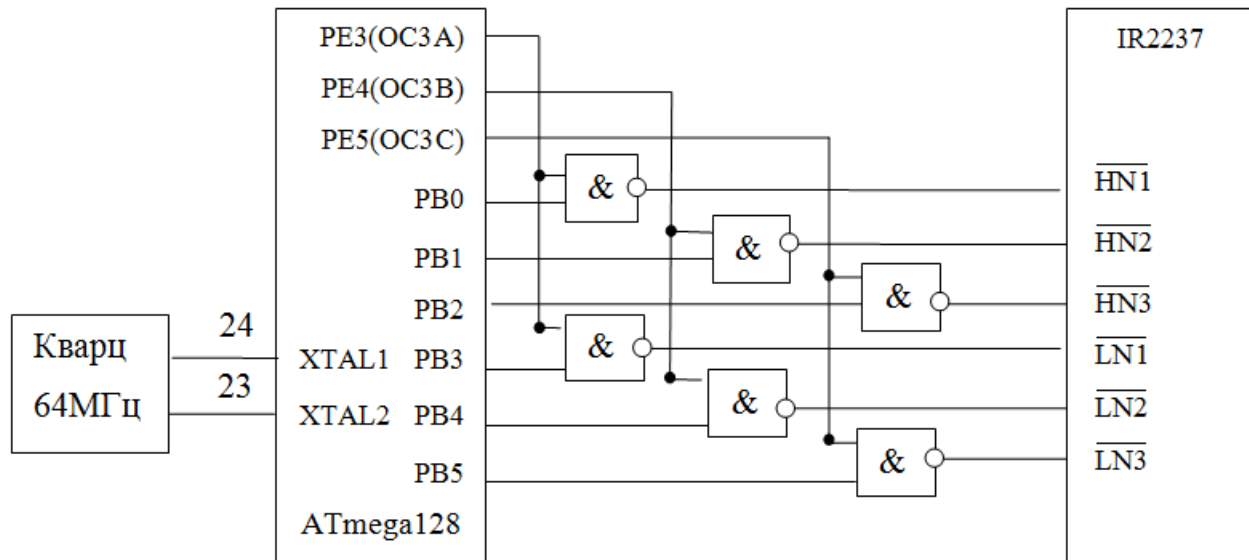 PE3(OC3A)
PE4(OC3B)
PE5(OC3C)
PB0
PB1
PB2
PB3
PB4
PB5
XTAL1
XTAL2
ATmega128
Кварц
64МГц
24
23
&
&
&
&
&
&
IR2237
HN1
HN2
HN3
LN1
LN2
LN3